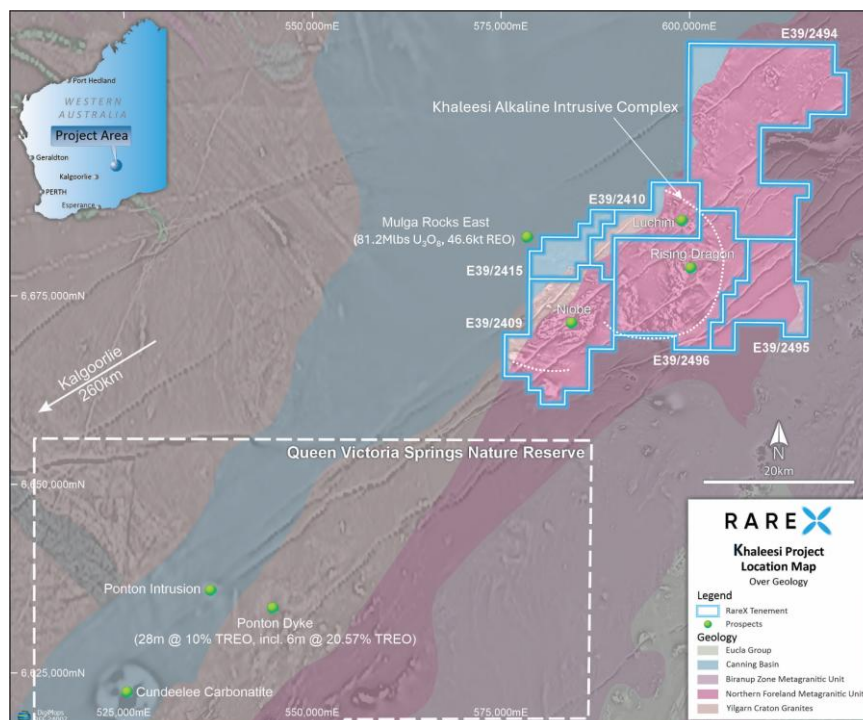 550,000mE
575,000mE
600,000mE
E39/2494
Port Hedland
WESTERN
AUSTRALIA
Project Area
Geraldton
Kalgoorlie
PERTH
Esperance
Khaleesi Alkaline Intrusive Complex
E39/2410
Luchini
Mulga Rocks East
(81.2Mlbs U₃O₈, 46.6kt REO)
Rising Dragon
E39/2415
6,675,000mN
Niobe
E39/2409
E39/2496
E39/2495
Kalgoorlie
260km
N
20km
Queen Victoria Springs Nature Reserve
6,650,000mN
Ponton Intrusion
Ponton Dyke
(28m @ 10% TREO, incl. 6m @ 20.57% TREO)
6,625,000mN
Cundeelee Carbonatite
DigiMaps
525,000mE
550,000mE
575,000mE
RAREX
Khaleesi Project
Location Map
Over Geology
Legend
RareX Tenement
Prospects
Geology
Eucla Group
Canning Basin
Biranup Zone Metagranitic Unit
Northern Foreland Metagranitic Unit
Yilgarn Craton Granites